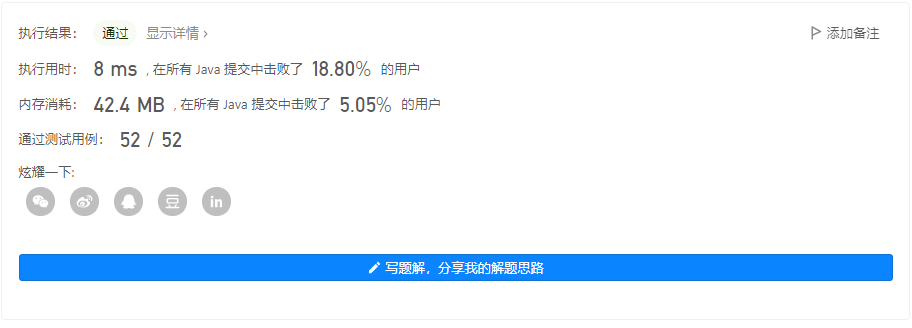 执行结果： 通过 显示详情 › 添加备注
执行用时： 8 ms , 在所有 Java 提交中击败了 18.80% 的用户
内存消耗： 42.4 MB , 在所有 Java 提交中击败了 5.05% 的用户
通过测试用例： 52 / 52
炫耀一下:
豆 in
写题解，分享我的解题思路